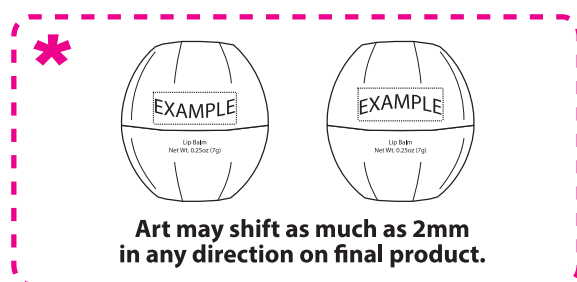 *
EXAMPLE
Lip Balm
Net Wt. 0.25oz (7g)
EXAMPLE
Lip Balm
Net Wt. 0.25oz (7g)
Art may shift as much as 2mm
in any direction on final product.